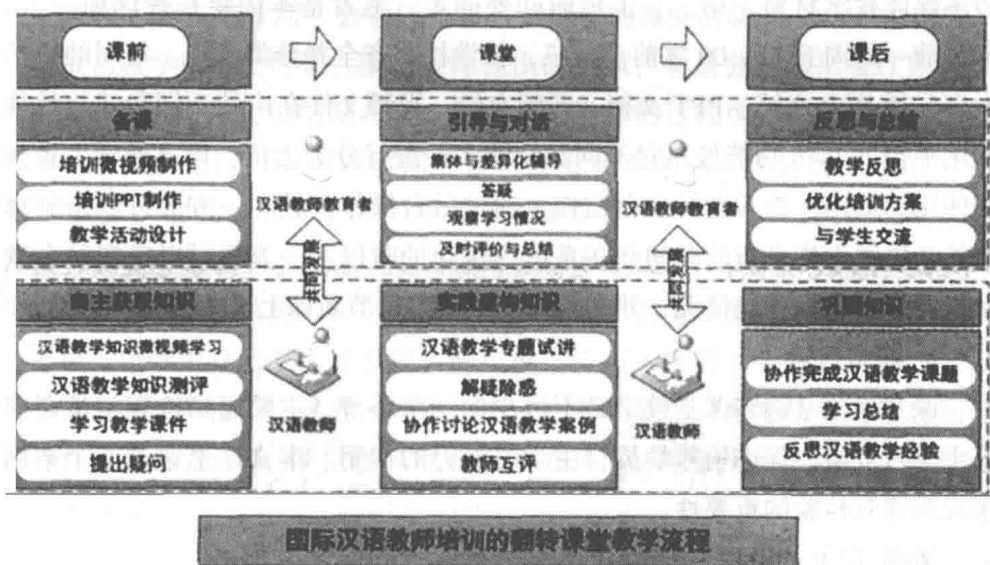 课前
课堂
课后
备课
培训微视频制作
培训PPT制作
教学活动设计
汉语教师教育者
引导与对话
集体与差异化辅导
答疑
观察学习情况
及时评价与总结
汉语教师教育者
反思与总结
教学反思
优化培训方案
与学生交流
共同发展
共同发展
自主获取知识
汉语教学知识微视频学习
汉语教学知识测评
学习教学课件
提出疑问
汉语教师
实践建构知识
汉语教学专题试讲
解疑除惑
协作讨论汉语教学案例
教师互评
汉语教师
巩固知识
协作完成汉语教学课题
学习总结
反思汉语教学经验
国际汉语教师培训的翻转课堂教学流程